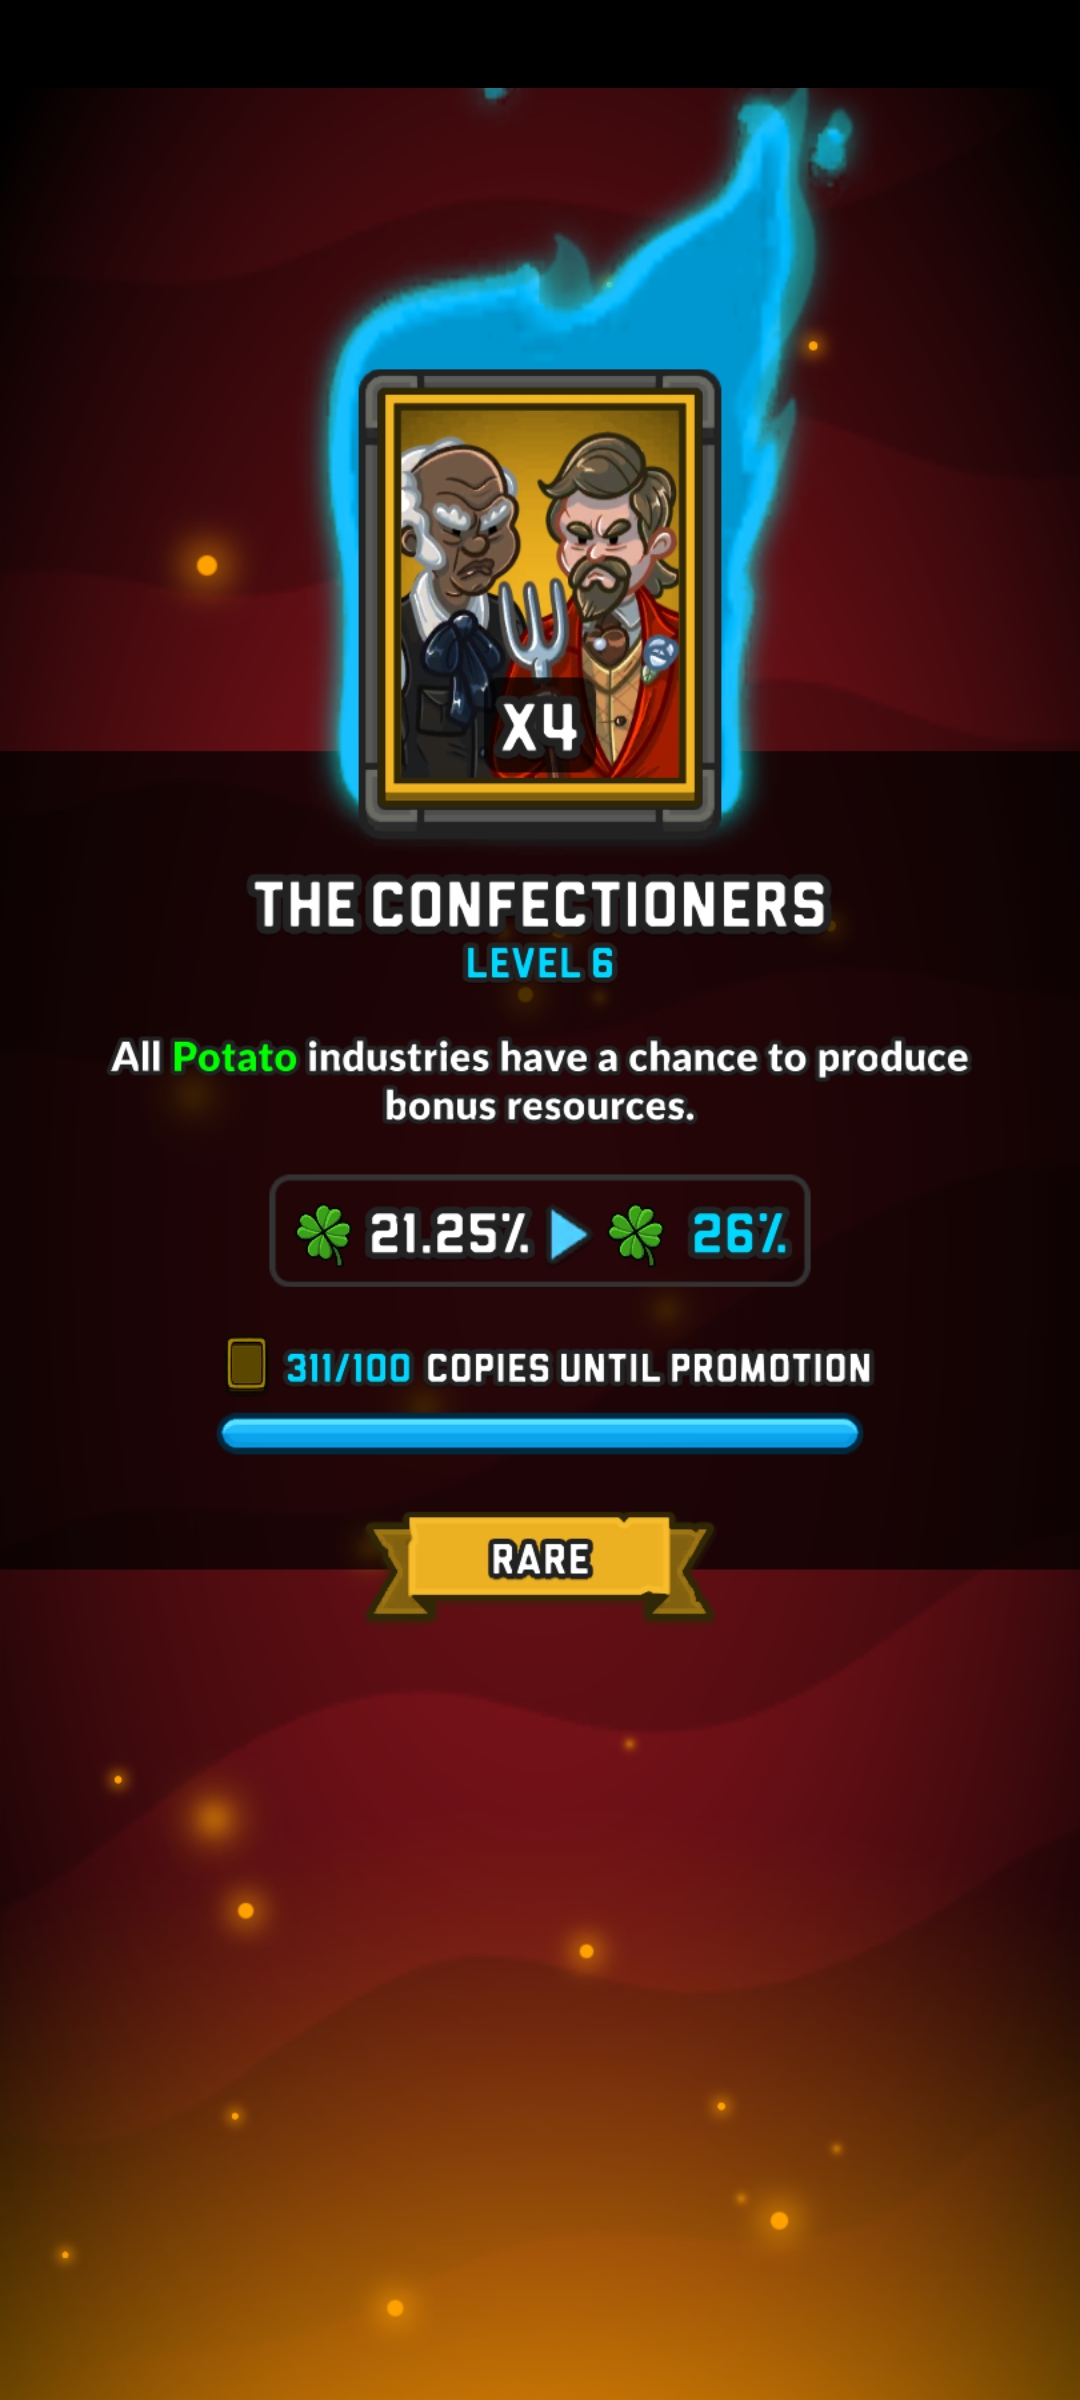 X4
THE CONFECTIONERS
LEVEL 6
All Potato industries have a chance to produce
bonus resources.
21.25% 26%
311/100 COPIES UNTIL PROMOTION
RARE